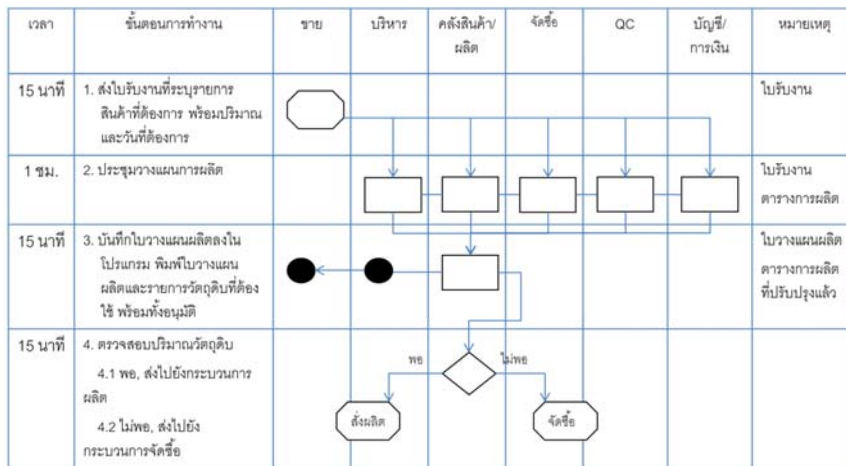 เวลา ขั้นตอนการทำงาน ขาย บริหาร คลังสินค้า/ จัดซื้อ QC บัญชี/ หมายเหตุ
ผลิต การเงิน
15 นาที 1. ส่งใบรับงานที่ระบุรายการ ใบรับงาน
สินค้าที่ต้องการ พร้อมปริมาณ
และวันที่ต้องการ
1 ชม. 2. ประชุมวางแผนการผลิต ใบรับงาน
ตารางการผลิต
15 นาที 3. บันทึกใบวางแผนผลิตลงใน ใบวางแผนผลิต
โปรแกรม พิมพ์ใบวางแผน ตารางการผลิต
ผลิตและรายการวัตถุดิบที่ต้อง ที่ปรับปรุงแล้ว
ใช้ พร้อมทั้งอนุมัติ
15 นาที 4. ตรวจสอบปริมาณวัตถุดิบ
พอ ไม่พอ
4.1 พอ, ส่งไปยังกระบวนการ
ผลิต
4.2 ไม่พอ, ส่งไปยัง สั่งผลิต จัดซื้อ
กระบวนการจัดซื้อ